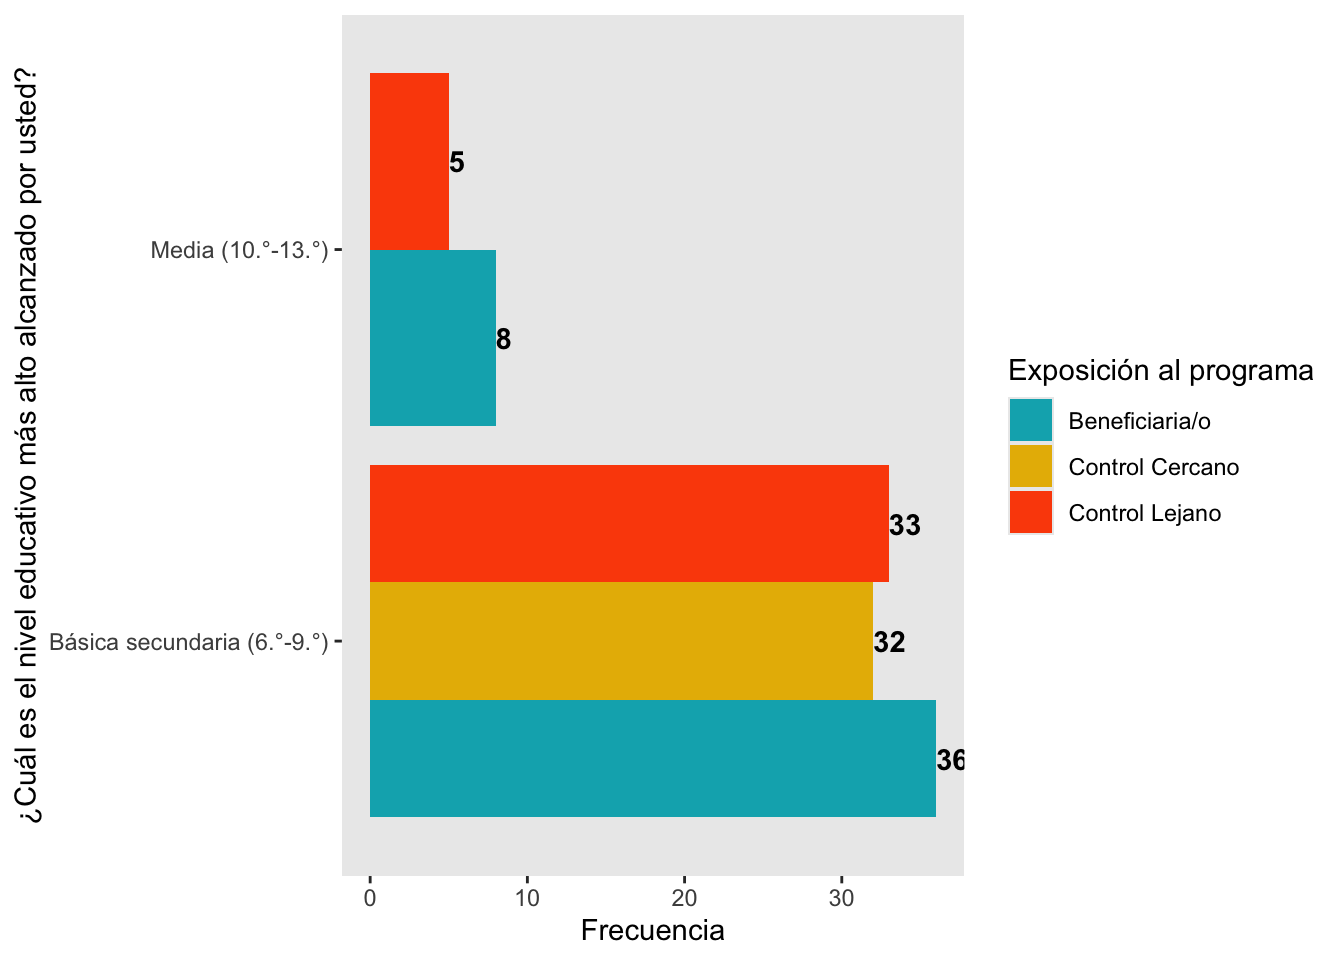 ¿Cuál es el nivel educativo más alto alcanzado por usted?
Media (10.°-13.°)
Básica secundaria (6.°-9.°)
5
8
33
32
36
0 10 20 30
Frecuencia
Exposición al programa
Beneficiaria/o
Control Cercano
Control Lejano